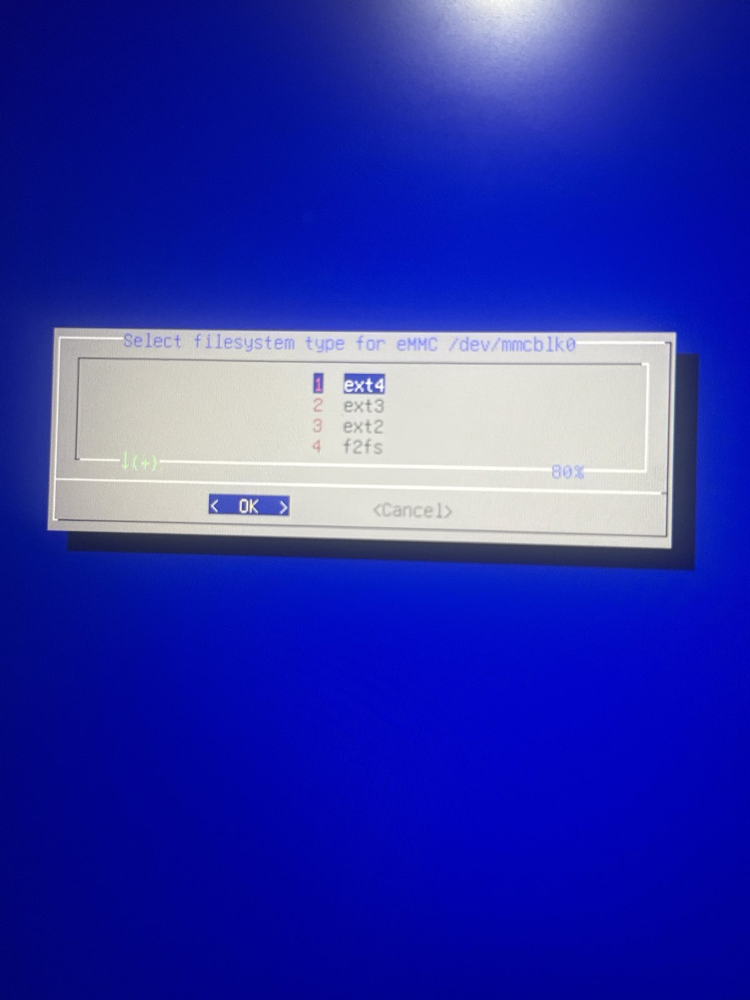 Select filesystem type for eMMC /dev/mmcblk0
1 ext4
2 ext3
3 ext2
4 f2fs
↓(+) 80%
< OK > <Cancel>